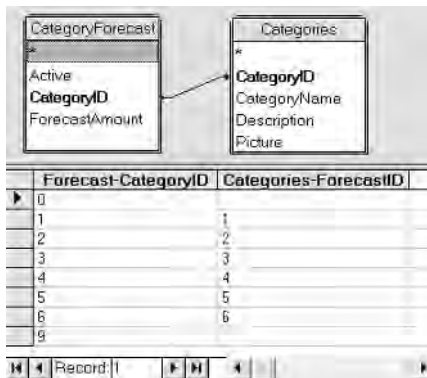 CategoryForecast
*
Active
CategoryID
ForecastAmount
Categories
*
CategoryID
CategoryName
Description
Picture
Forecast-CategoryID Categories-ForecastID
0
1 1
2 2
3 3
4 4
5 5
6 6
9
Record: 1